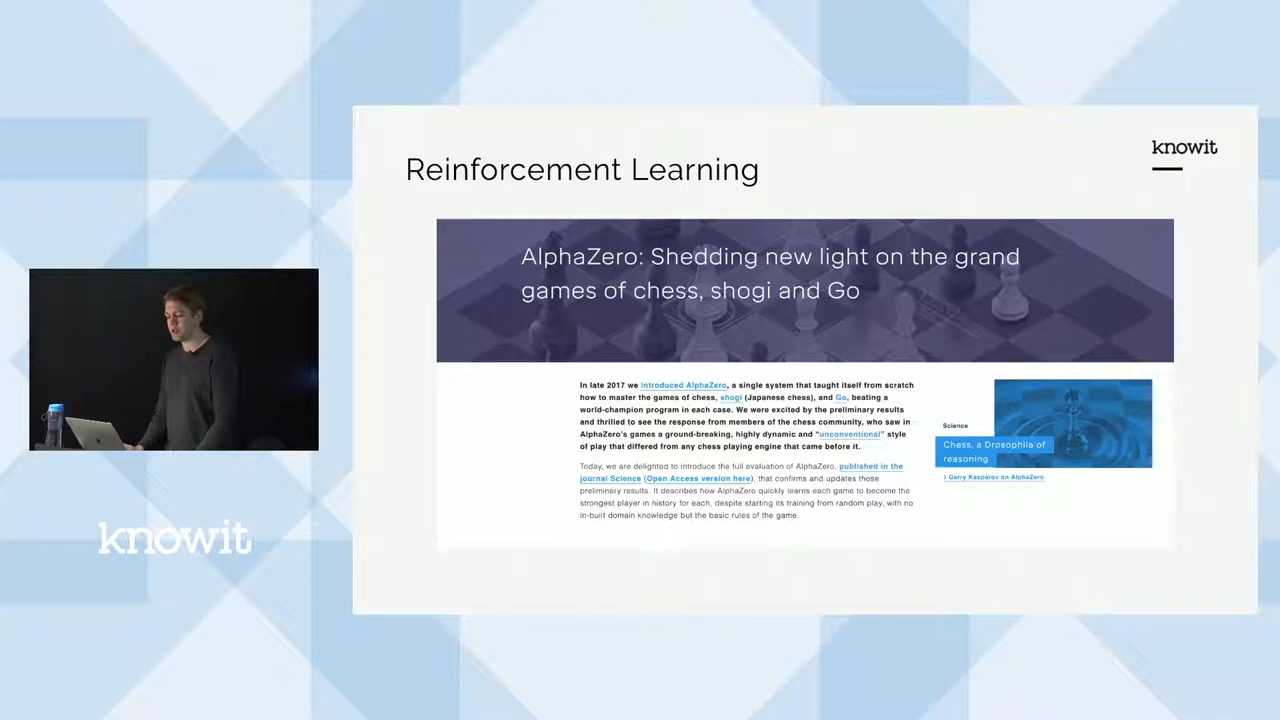 Reinforcement Learning
knowit
AlphaZero: Shedding new light on the grand
games of chess, shogi and Go
In late 2017 we introduced AlphaZero, a single system that taught itself from scratch
how to master the games of chess, shogi (Japanese chess), and Go, beating a
world-champion program in each case. We were excited by the preliminary results
and thrilled to see the response from members of the chess community, who saw in
AlphaZero's games a ground-breaking, highly dynamic and “unconventional” style
of play that differed from any chess playing engine that came before it.
Today, we are delighted to introduce the full evaluation of AlphaZero, published in the
journal Science (Open Access version here), that confirms and updates those
preliminary results. It describes how AlphaZero quickly learns each game to become the
strongest player in history for each, despite starting its training from random play, with no
in-built domain knowledge but the basic rules of the game.
Science
Chess, a Drosophila of
reasoning
> Garry Kasparov on AlphaZero
knowit